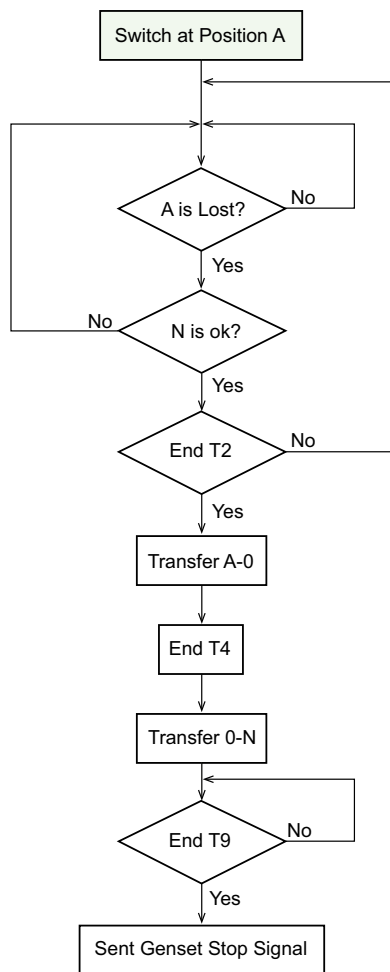 Switch at Position A
A is Lost?
No
Yes
N is ok?
No
Yes
End T2
No
Yes
Transfer A-0
End T4
Transfer 0-N
End T9
No
Yes
Sent Genset Stop Signal